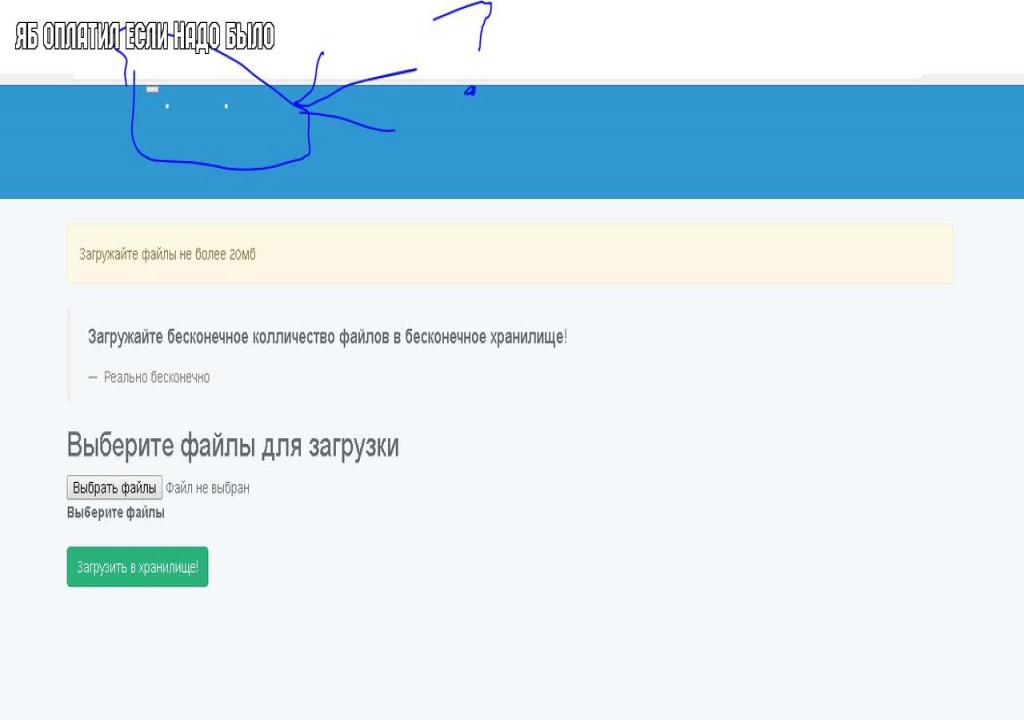 ЯБ ОПЛАТИЛ ЕСЛИ НАДО БЫЛО
Загружайте файлы не более 20мб
Загружайте бесконечное колличество файлов в бесконечное хранилище!
— Реально бесконечно
Выберите файлы для загрузки
Выбрать файлы Файл не выбран
Выберите файлы
Загрузить в хранилище!